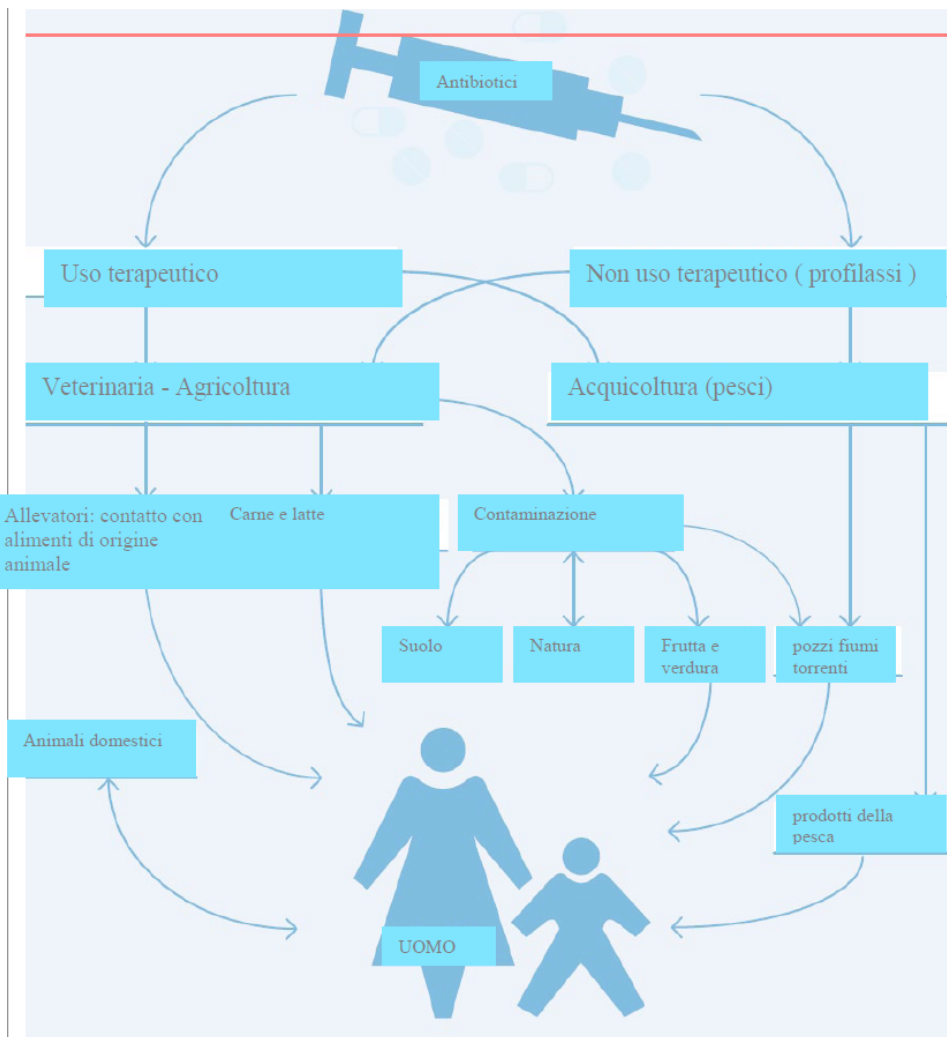 Antibiotici
Uso terapeutico
Non uso terapeutico ( profilassi )
Veterinaria - Agricoltura
Acquicoltura (pesci)
Allevatori: contatto con
alimenti di origine
animale
Carne e latte
Contaminazione
Suolo
Natura
Frutta e
verdura
pozzi fiumi
torrenti
Animali domestici
prodotti della
pesca
UOMO